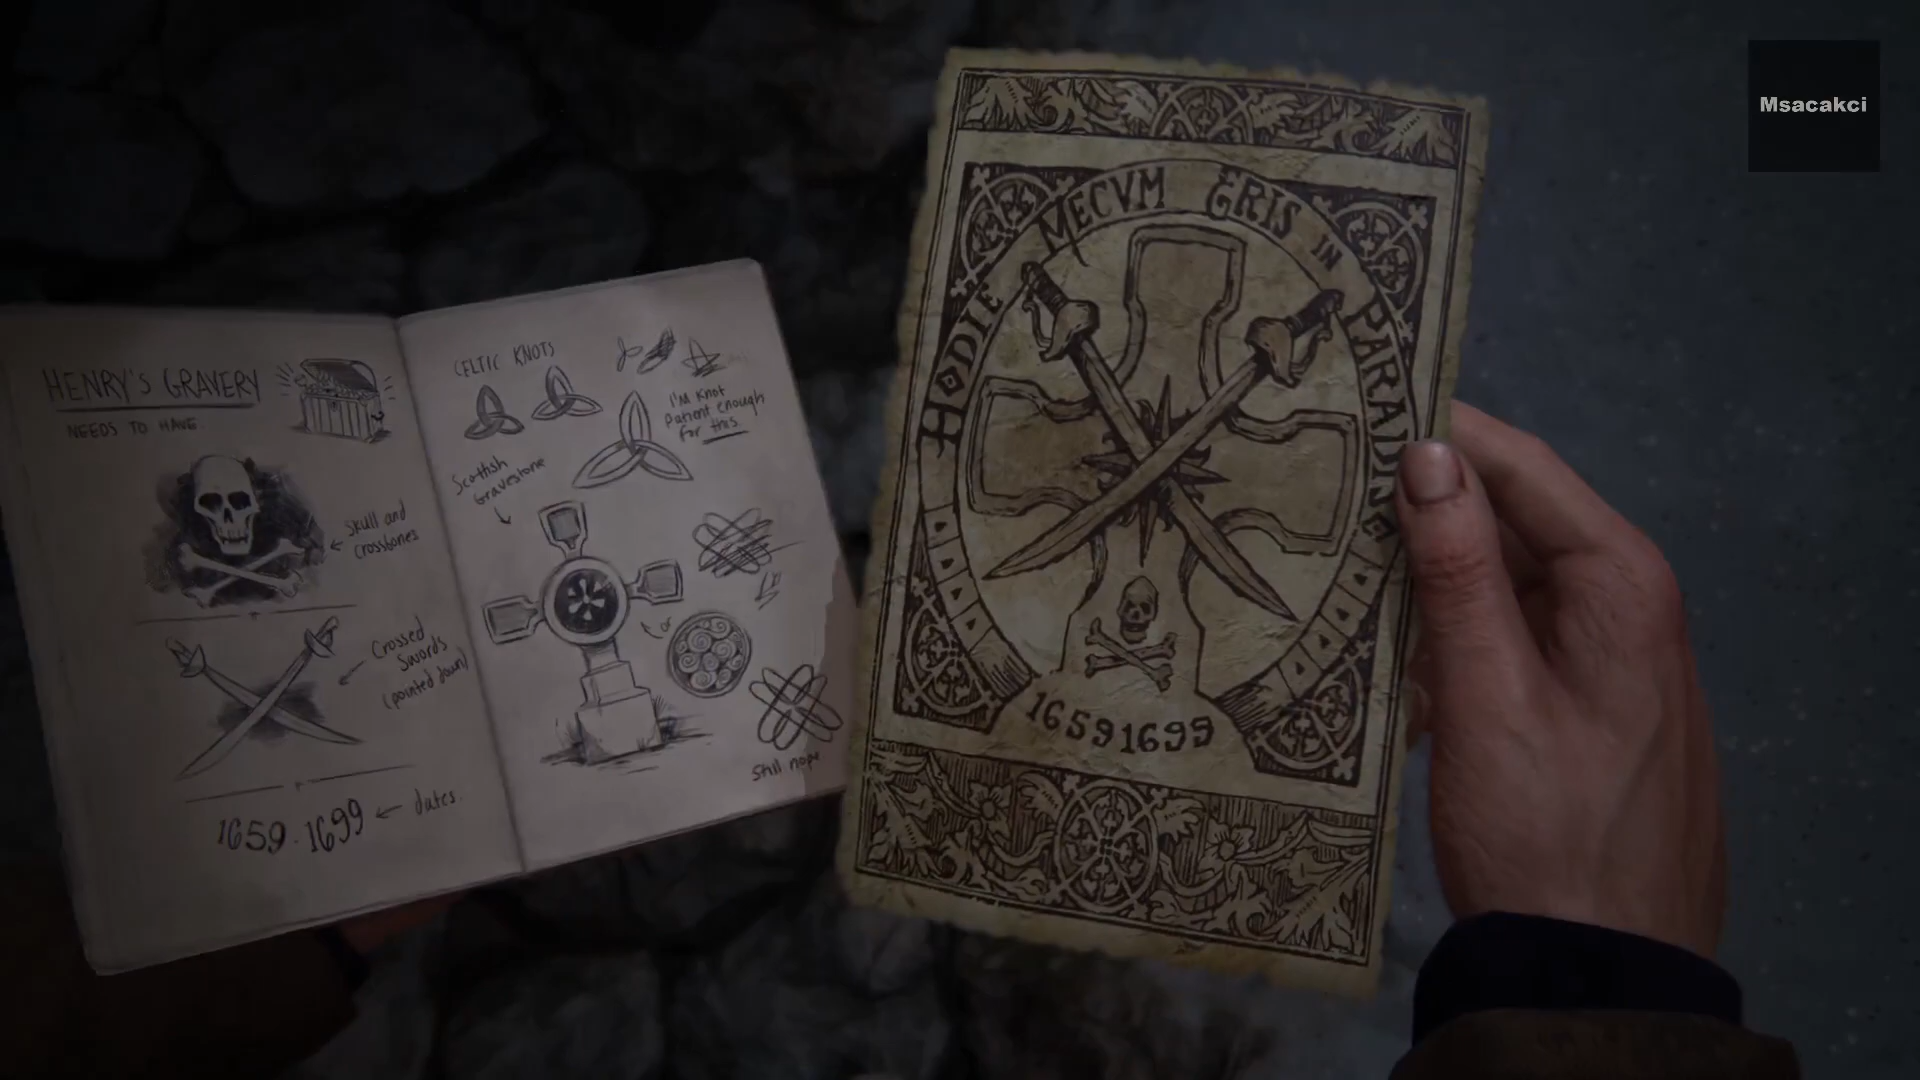 Msacakci
HENRY'S GRAVERY
NEEDS TO HAVE
Skull and
crossbones
Crossed
Swords
(pointed down)
1659.1699
dates.
CELTIC KNOTS
I'M Knot
Patient enough
for this
Scottish
Gravestone
or
Still nope
HODIE MECVM ERIS IN PARADISO
16591699